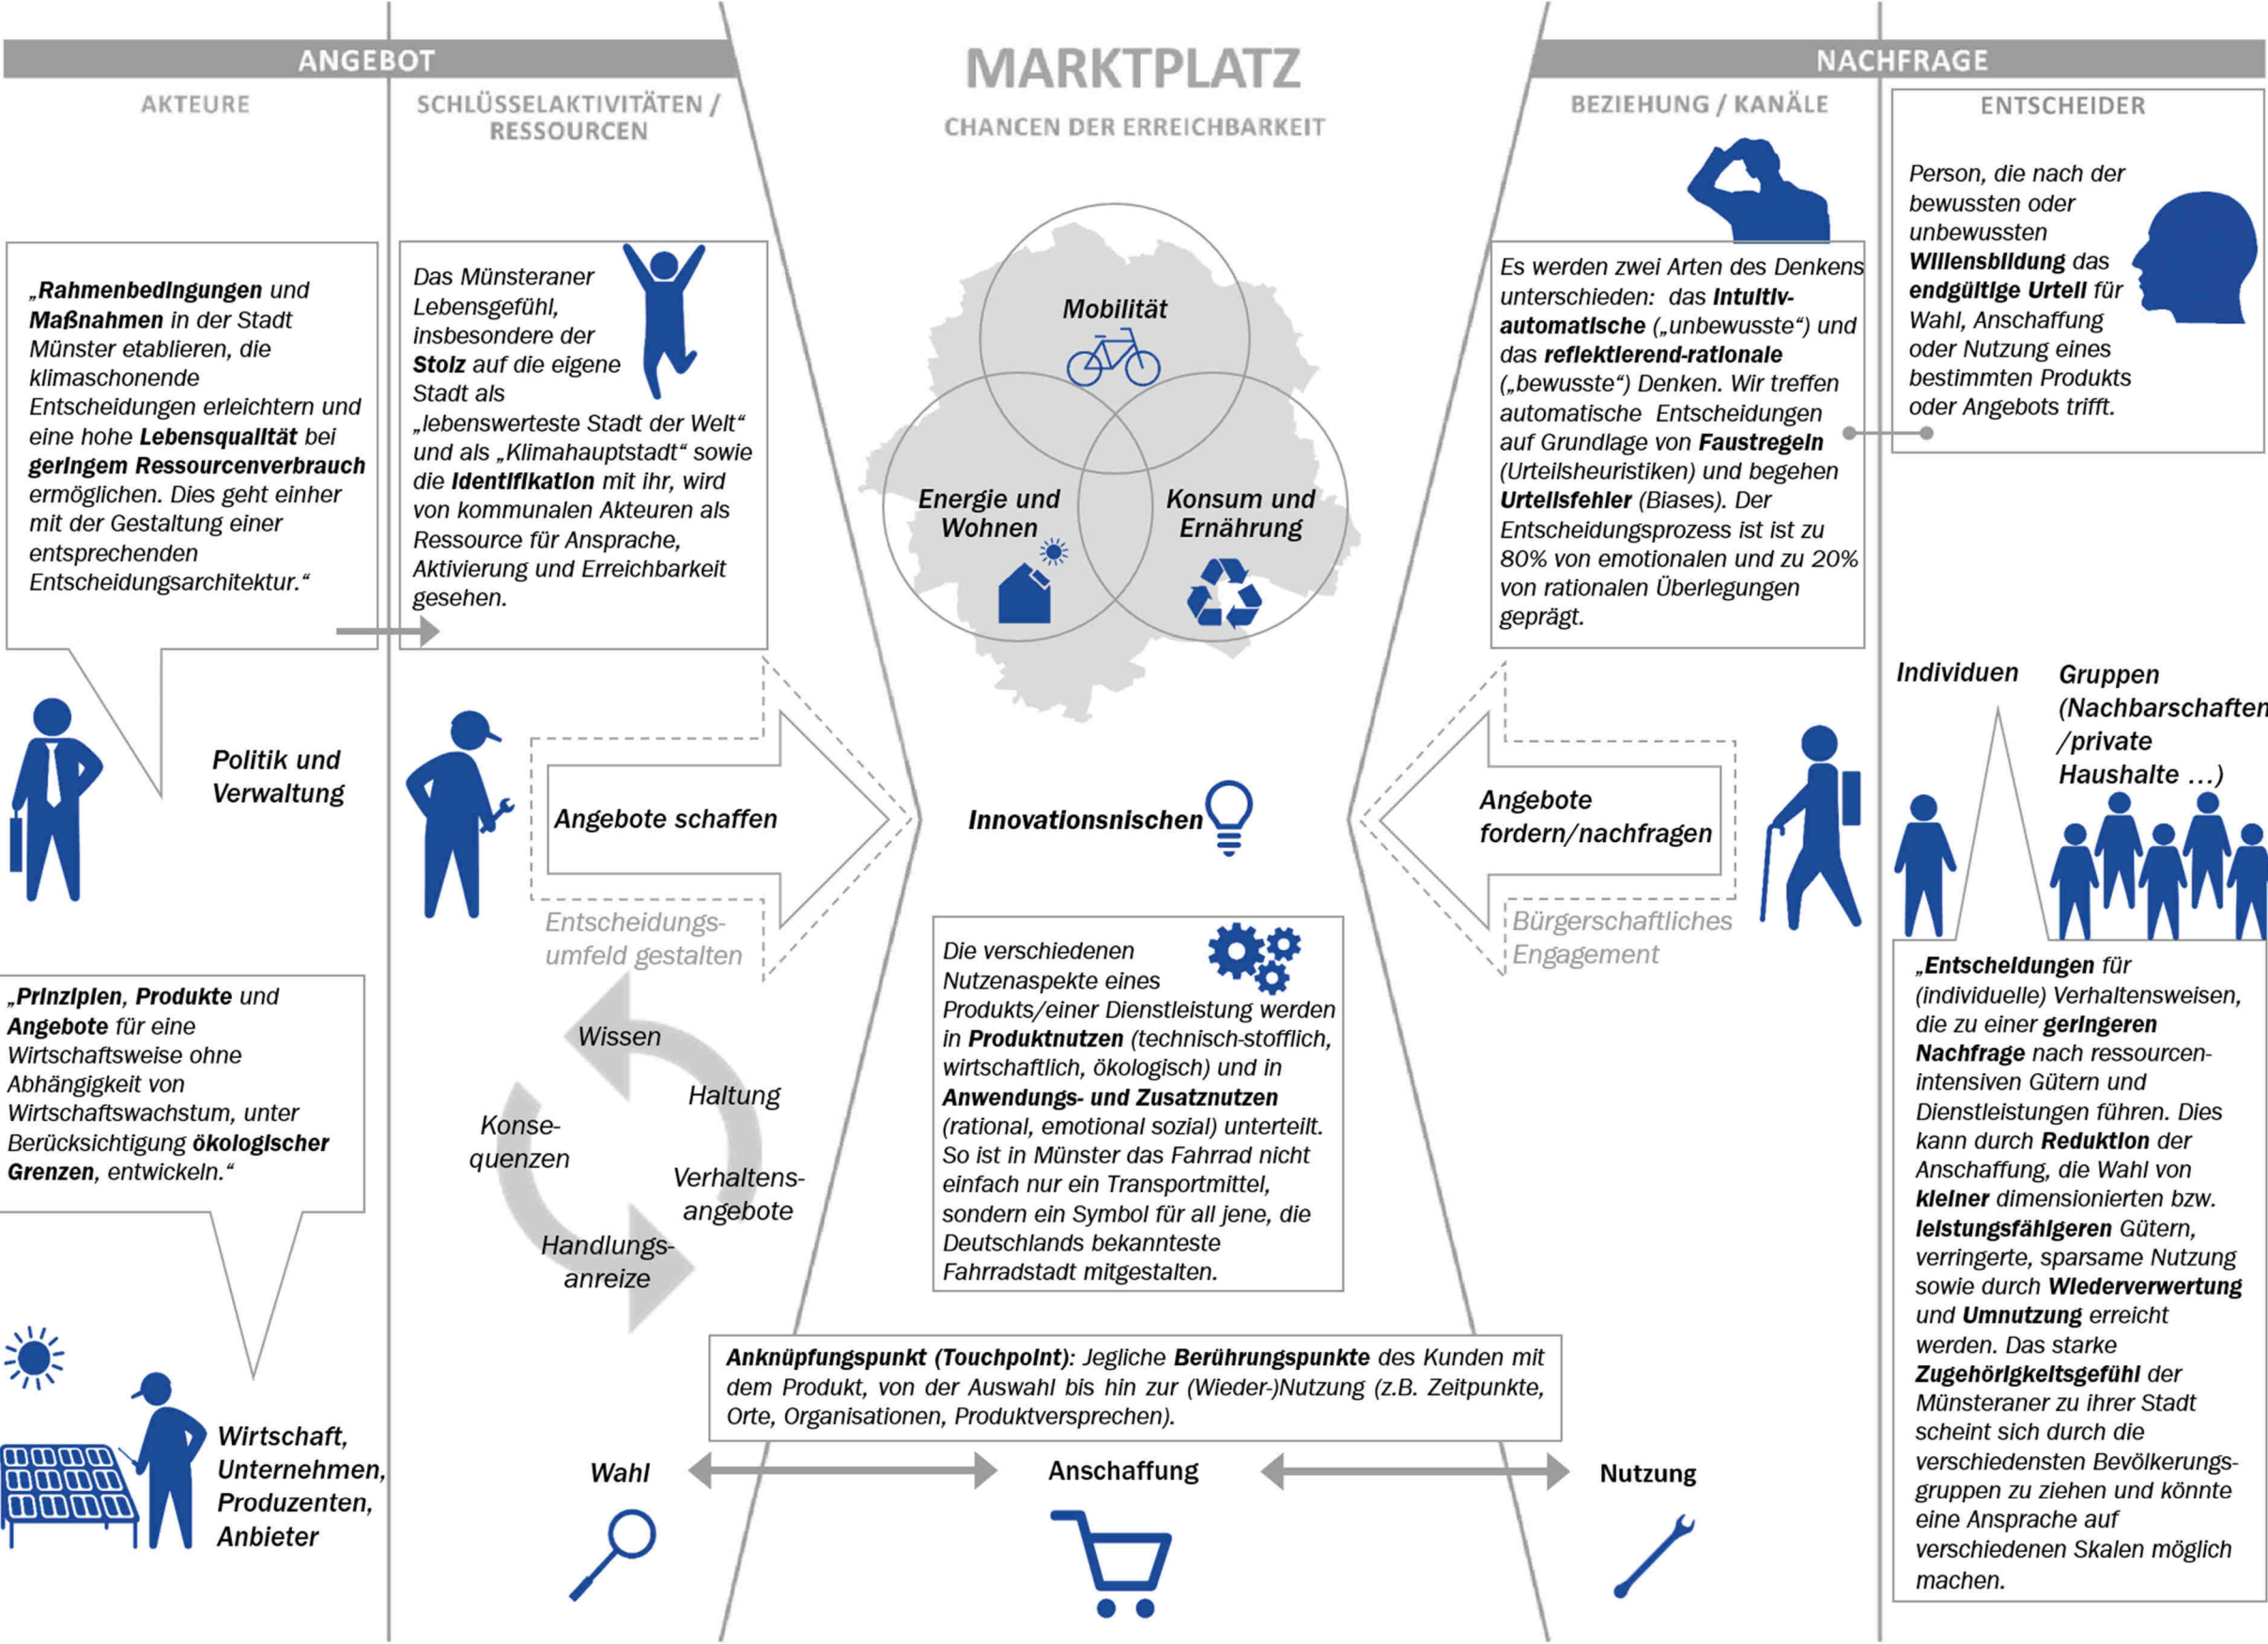 ANGEBOT
AKTEURE
SCHLÜSSELAKTIVITÄTEN /
RESSOURCEN
„Rahmenbedingungen und
Maßnahmen in der Stadt
Münster etablieren, die
klimaschonende
Entscheidungen erleichtern und
eine hohe Lebensqualität bei
geringem Ressourcenverbrauch
ermöglichen. Dies geht einher
mit der Gestaltung einer
entsprechenden
Entscheidungsarchitektur.“
Politik und
Verwaltung
„Prinzipien, Produkte und
Angebote für eine
Wirtschaftsweise ohne
Abhängigkeit von
Wirtschaftswachstum, unter
Berücksichtigung ökologischer
Grenzen, entwickeln.“
Wirtschaft,
Unternehmen,
Produzenten,
Anbieter
Das Münsteraner
Lebensgefühl,
insbesondere der
Stolz auf die eigene
Stadt als
„lebenswerteste Stadt der Welt“
und als „Klimahauptstadt“ sowie
die Identifikation mit ihr, wird
von kommunalen Akteuren als
Ressource für Ansprache,
Aktivierung und Erreichbarkeit
gesehen.
Angebote schaffen
Entscheidungs-
umfeld gestalten
Wissen
Haltung
Verhaltens-
angebote
Handlungs-
anreize
Konse-
quenzen
MARKTPLATZ
CHANCEN DER ERREICHBARKEIT
Mobilität
Energie und
Wohnen
Konsum und
Ernährung
Innovationsnischen
Die verschiedenen
Nutzenaspekte eines
Produkts/einer Dienstleistung werden
in Produktnutzen (technisch-stofflich,
wirtschaftlich, ökologisch) und in
Anwendungs- und Zusatznutzen
(rational, emotional sozial) unterteilt.
So ist in Münster das Fahrrad nicht
einfach nur ein Transportmittel,
sondern ein Symbol für all jene, die
Deutschlands bekannteste
Fahrradstadt mitgestalten.
Anknüpfungspunkt (Touchpoint): Jegliche Berührungspunkte des Kunden mit
dem Produkt, von der Auswahl bis hin zur (Wieder-)Nutzung (z.B. Zeitpunkte,
Orte, Organisationen, Produktversprechen).
Wahl
Anschaffung
Nutzung
NACHFRAGE
BEZIEHUNG / KANÄLE
ENTSCHEIDER
Es werden zwei Arten des Denkens
unterschieden: das intuitiv-
automatische („unbewusste“) und
das reflektierend-rationale
(„bewusste“) Denken. Wir treffen
automatische Entscheidungen
auf Grundlage von Faustregeln
(Urteilsheuristiken) und begehen
Urteilsfehler (Biases). Der
Entscheidungsprozess ist ist zu
80% von emotionalen und zu 20%
von rationalen Überlegungen
geprägt.
Angebote
fordern/nachfragen
Bürgerschaftliches
Engagement
Person, die nach der
bewussten oder
unbewussten
Willensbildung das
endgültige Urteil für
Wahl, Anschaffung
oder Nutzung eines
bestimmten Produkts
oder Angebots trifft.
Individuen
Gruppen
(Nachbarschaften
/private
Haushalte ...)
„Entscheidungen für
(individuelle) Verhaltensweisen,
die zu einer geringeren
Nachfrage nach ressourcen-
intensiven Gütern und
Dienstleistungen führen. Dies
kann durch Reduktion der
Anschaffung, die Wahl von
kleiner dimensionierten bzw.
leistungsfähigeren Gütern,
verringerte, sparsame Nutzung
sowie durch Wiederverwertung
und Umnutzung erreicht
werden. Das starke
Zugehörigkeitsgefühl der
Münsteraner zu ihrer Stadt
scheint sich durch die
verschiedensten Bevölkerungs-
gruppen zu ziehen und könnte
eine Ansprache auf
verschiedenen Skalen möglich
machen.